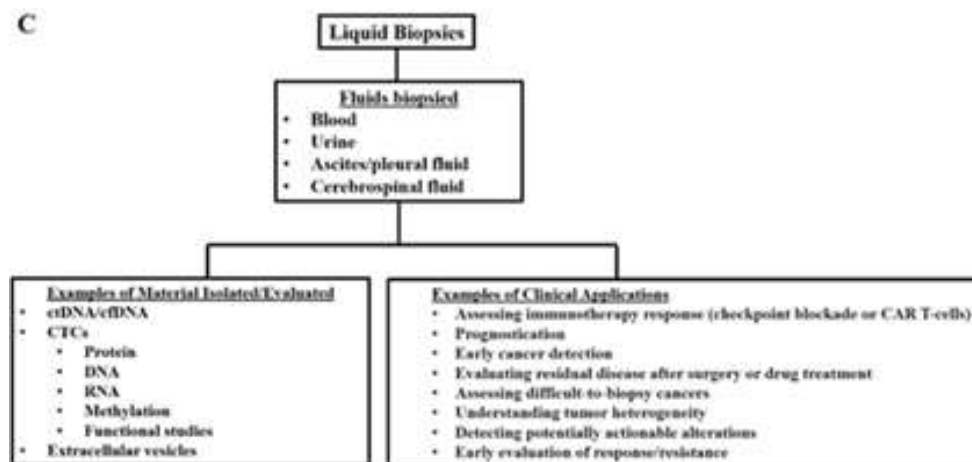 C
Liquid Biopsies
Fluids biopsied
• Blood
• Urine
• Ascites/pleural fluid
• Cerebrospinal fluid
Examples of Material Isolated/Evaluated
• ctDNA/cfDNA
• CTCs
• Protein
• DNA
• RNA
• Methylation
• Functional studies
• Extracellular vesicles
Examples of Clinical Applications
• Assessing immunotherapy response (checkpoint blockade or CAR T-cells)
• Prognostication
• Early cancer detection
• Evaluating residual disease after surgery or drug treatment
• Assessing difficult-to-biopsy cancers
• Understanding tumor heterogeneity
• Detecting potentially actionable alterations
• Early evaluation of response/resistance